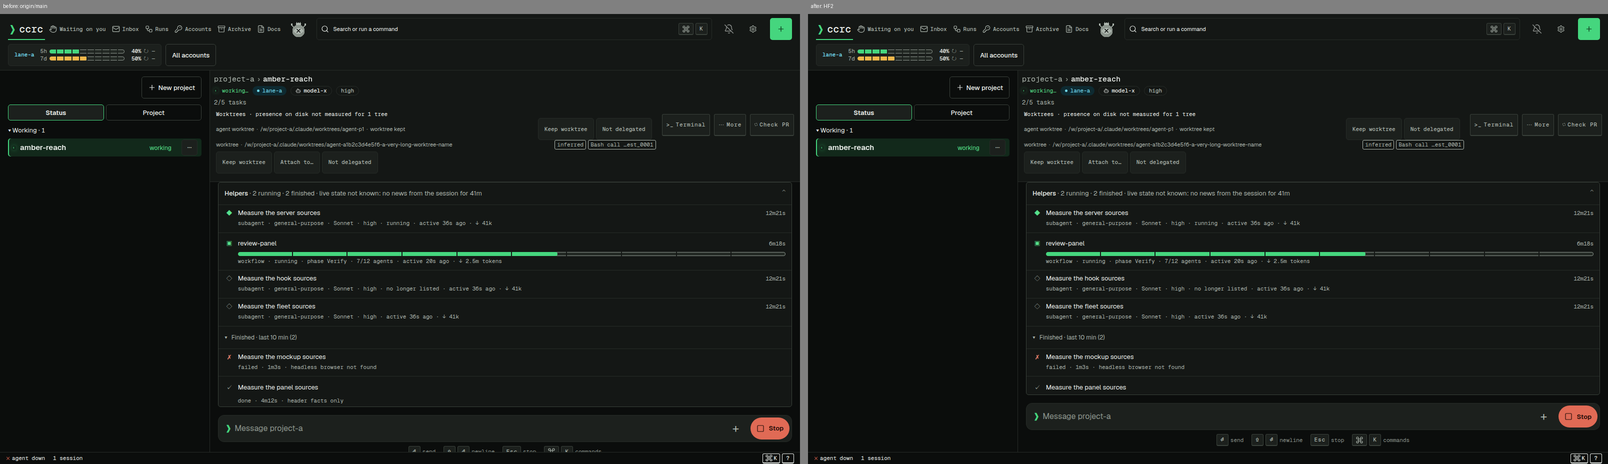 before: origin/main
❯ ccrc Waiting on you Inbox Runs Accounts Archive Docs Search or run a command ⌘ K +
lane-a 5h 40% – 7d 50% – All accounts
+ New project
Status Project
▾ Working · 1
amber-reach working ···
project-a › amber-reach
working… • lane-a model-x high
2/5 tasks
Worktrees · presence on disk not measured for 1 tree
agent worktree · /w/project-a/.claude/worktrees/agent-p1 · worktree kept Keep worktree Not delegated >_ Terminal ··· More Check PR
worktree · /w/project-a/.claude/worktrees/agent-a1b2c3d4e5f6-a-very-long-worktree-name inferred Bash call …est_0001
Keep worktree Attach to… Not delegated
Helpers · 2 running · 2 finished · live state not known: no news from the session for 41m
Measure the server sources 12m21s
subagent · general-purpose · Sonnet · high · running · active 36s ago · ↓ 41k
review-panel 6m18s
workflow · running · phase Verify · 7/12 agents · active 20s ago · ↓ 2.5m tokens
Measure the hook sources 12m21s
subagent · general-purpose · Sonnet · high · no longer listed · active 36s ago · ↓ 41k
Measure the fleet sources 12m21s
subagent · general-purpose · Sonnet · high · active 36s ago · ↓ 41k
Finished · last 10 min (2)
✗ Measure the mockup sources
failed · 1m3s · headless browser not found
✓ Measure the panel sources
done · 4m12s · header facts only
❯ Message project-a + Stop
send newline Esc stop ⌘ K commands
× agent down 1 session ⌘K ?
after: HF2
❯ ccrc Waiting on you Inbox Runs Accounts Archive Docs Search or run a command ⌘ K +
lane-a 5h 40% – 7d 50% – All accounts
+ New project
Status Project
▾ Working · 1
amber-reach working ···
project-a › amber-reach
working… • lane-a model-x high
2/5 tasks
Worktrees · presence on disk not measured for 1 tree
agent worktree · /w/project-a/.claude/worktrees/agent-p1 · worktree kept Keep worktree Not delegated >_ Terminal ··· More Check PR
worktree · /w/project-a/.claude/worktrees/agent-a1b2c3d4e5f6-a-very-long-worktree-name inferred Bash call …est_0001
Keep worktree Attach to… Not delegated
Helpers · 2 running · 2 finished · live state not known: no news from the session for 41m
Measure the server sources 12m21s
subagent · general-purpose · Sonnet · high · running · active 36s ago · ↓ 41k
review-panel 6m18s
workflow · running · phase Verify · 7/12 agents · active 20s ago · ↓ 2.5m tokens
Measure the hook sources 12m21s
subagent · general-purpose · Sonnet · high · no longer listed · active 36s ago · ↓ 41k
Measure the fleet sources 12m21s
subagent · general-purpose · Sonnet · high · active 36s ago · ↓ 41k
Finished · last 10 min (2)
✗ Measure the mockup sources
failed · 1m3s · headless browser not found
✓ Measure the panel sources
❯ Message project-a + Stop
send newline Esc stop ⌘ K commands
× agent down 1 session ⌘K ?